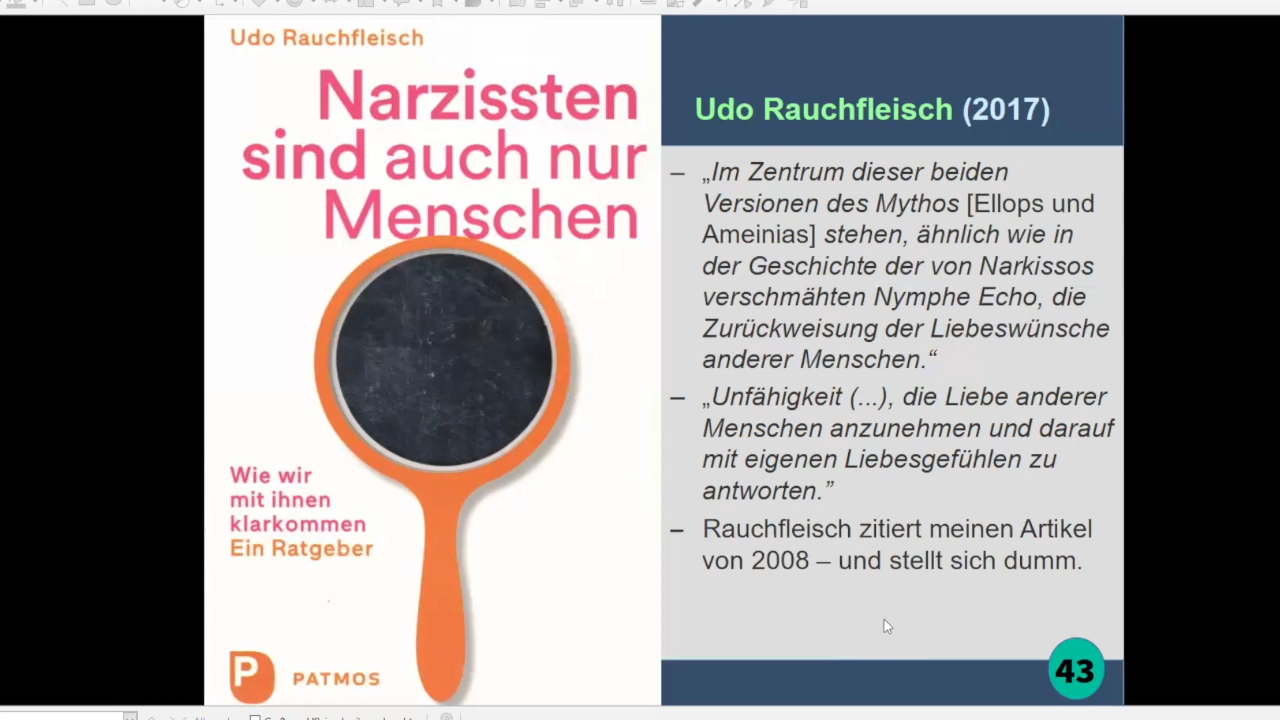 Udo Rauchfleisch
Narzissten
sind auch nur
Menschen
Wie wir
mit ihnen
klarkommen
Ein Ratgeber
P PATMOS
Udo Rauchfleisch (2017)
– „Im Zentrum dieser beiden
Versionen des Mythos [Ellops und
Ameinias] stehen, ähnlich wie in
der Geschichte der von Narkissos
verschmähten Nymphe Echo, die
Zurückweisung der Liebeswünsche
anderer Menschen.“
– „Unfähigkeit (...), die Liebe anderer
Menschen anzunehmen und darauf
mit eigenen Liebesgefühlen zu
antworten.”
– Rauchfleisch zitiert meinen Artikel
von 2008 – und stellt sich dumm.
43